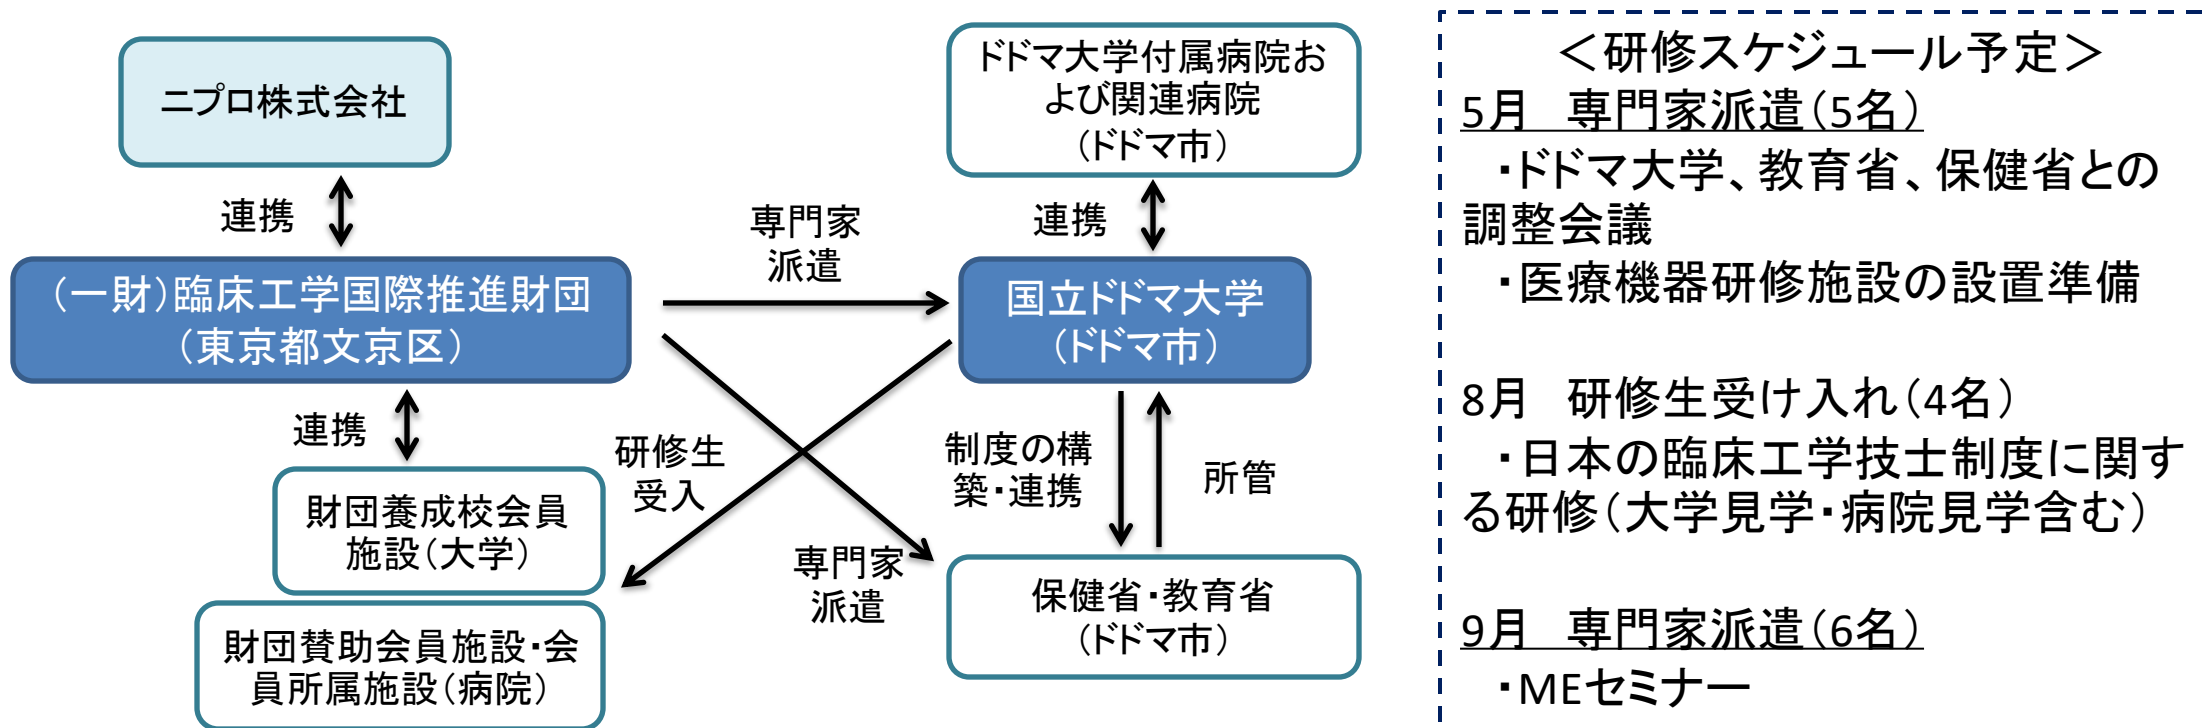 ニプロ株式会社
連携
(一財)臨床工学国際推進財団
(東京都文京区)
連携
財団養成校会員
施設(大学)
財団賛助会員施設・会
員所属施設(病院)
専門家
派遣
研修生
受入
専門家
派遣
ドドマ大学付属病院お
よび関連病院
(ドドマ市)
連携
国立ドドマ大学
(ドドマ市)
制度の構
築・連携
所管
保健省・教育省
(ドドマ市)
＜研修スケジュール予定＞
5月　専門家派遣(5名)
・ドドマ大学、教育省、保健省との
調整会議
・医療機器研修施設の設置準備
8月　研修生受け入れ(4名)
・日本の臨床工学技士制度に関す
る研修(大学見学・病院見学含む)
9月　専門家派遣(6名)
・MEセミナー